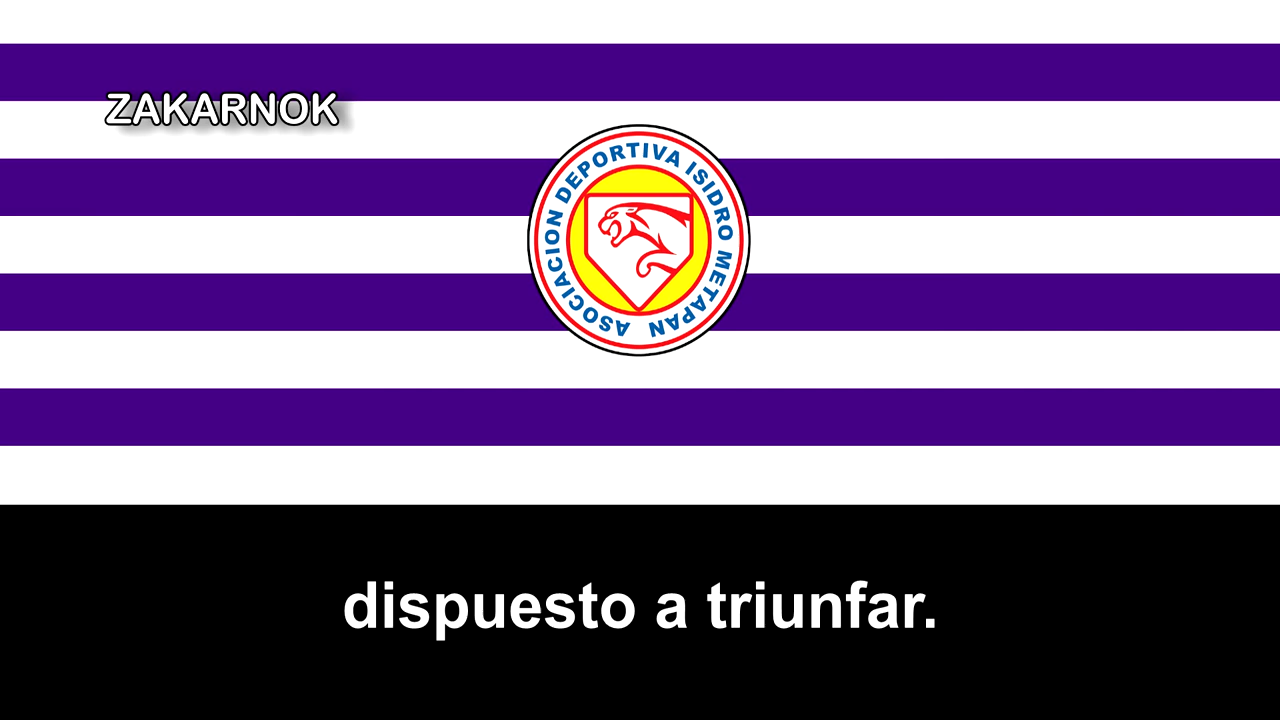 ZAKARNOK
ASOCIACION DEPORTIVA ISIDRO METAPAN
dispuesto a triunfar.